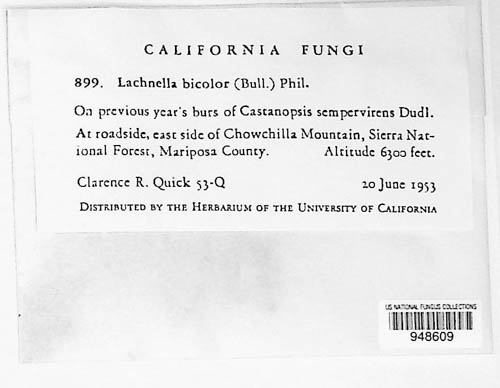 CALIFORNIA FUNGI
899. Lachnella bicolor (Bull.) Phil.
On previous year's burs of Castanopsis sempervirens Dudl.
At roadside, east side of Chowchilla Mountain, Sierra Nat-
ional Forest, Mariposa County. Altitude 6300 feet.
Clarence R. Quick 53-Q 20 June 1953
DISTRIBUTED BY THE HERBARIUM OF THE UNIVERSITY OF CALIFORNIA
US NATIONAL FUNGUS COLLECTIONS
948609